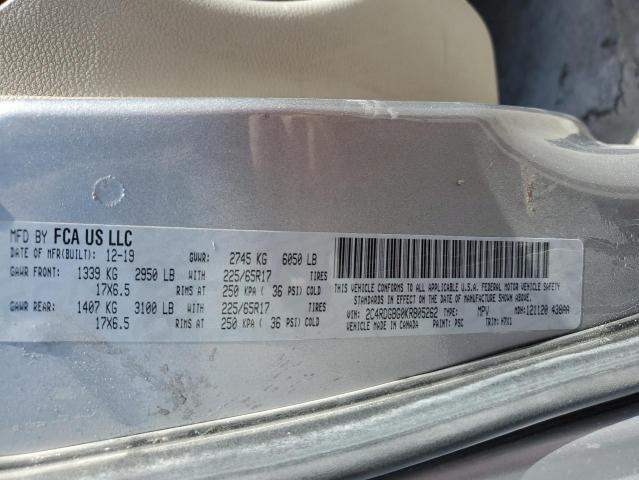 MFD BY FCA US LLC
DATE OF MFR(BUILT): 12-19 GVWR: 2745 KG 6050 LB
GAWR FRONT: 1339 KG 2950 LB WITH 225/65R17 TIRES
17X6.5 RIMS AT 250 KPA ( 36 PSI) COLD
GAWR REAR: 1407 KG 3100 LB WITH 225/65R17 TIRES
17X6.5 RIMS AT 250 KPA ( 36 PSI) COLD
THIS VEHICLE CONFORMS TO ALL APPLICABLE U.S.A. FEDERAL MOTOR VEHICLE SAFETY
STANDARDS IN EFFECT ON THE DATE OF MANUFACTURE SHOWN ABOVE.
VIN: 2C4RDGBG0KR805262 TYPE: MPV MDH: 121120 438AA
VEHICLE MADE IN CANADA PAINT: PSC TRIM: H7X1